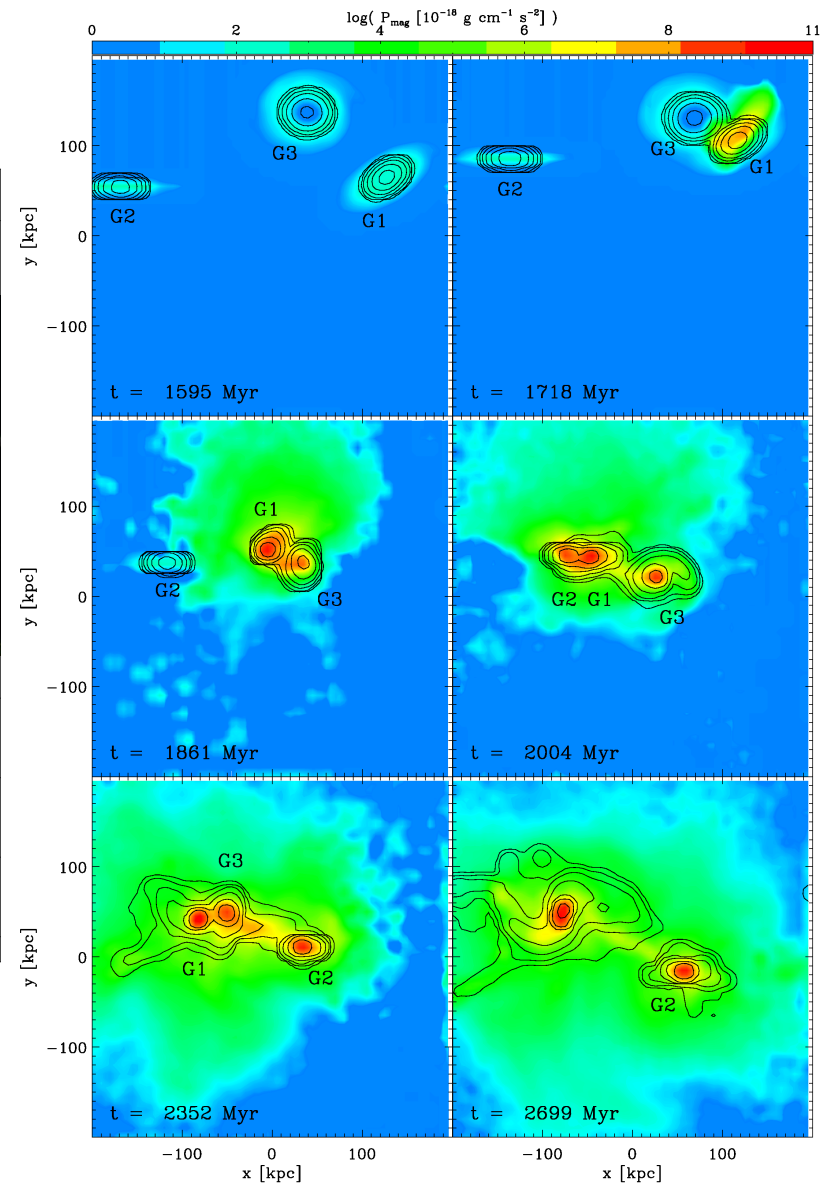 log( P_mag [10^-18 g cm^-1 s^-2] )
0 2 4 6 8 11
100
0
-100
y [kpc]
G3
G2
G1
t = 1595 Myr
G3
G1
G2
t = 1718 Myr
100
0
-100
y [kpc]
G1
G2
G3
t = 1861 Myr
G2 G1
G3
t = 2004 Myr
100
0
-100
y [kpc]
G3
G1
G2
t = 2352 Myr
G2
t = 2699 Myr
-100 0 100
x [kpc]
-100 0 100
x [kpc]